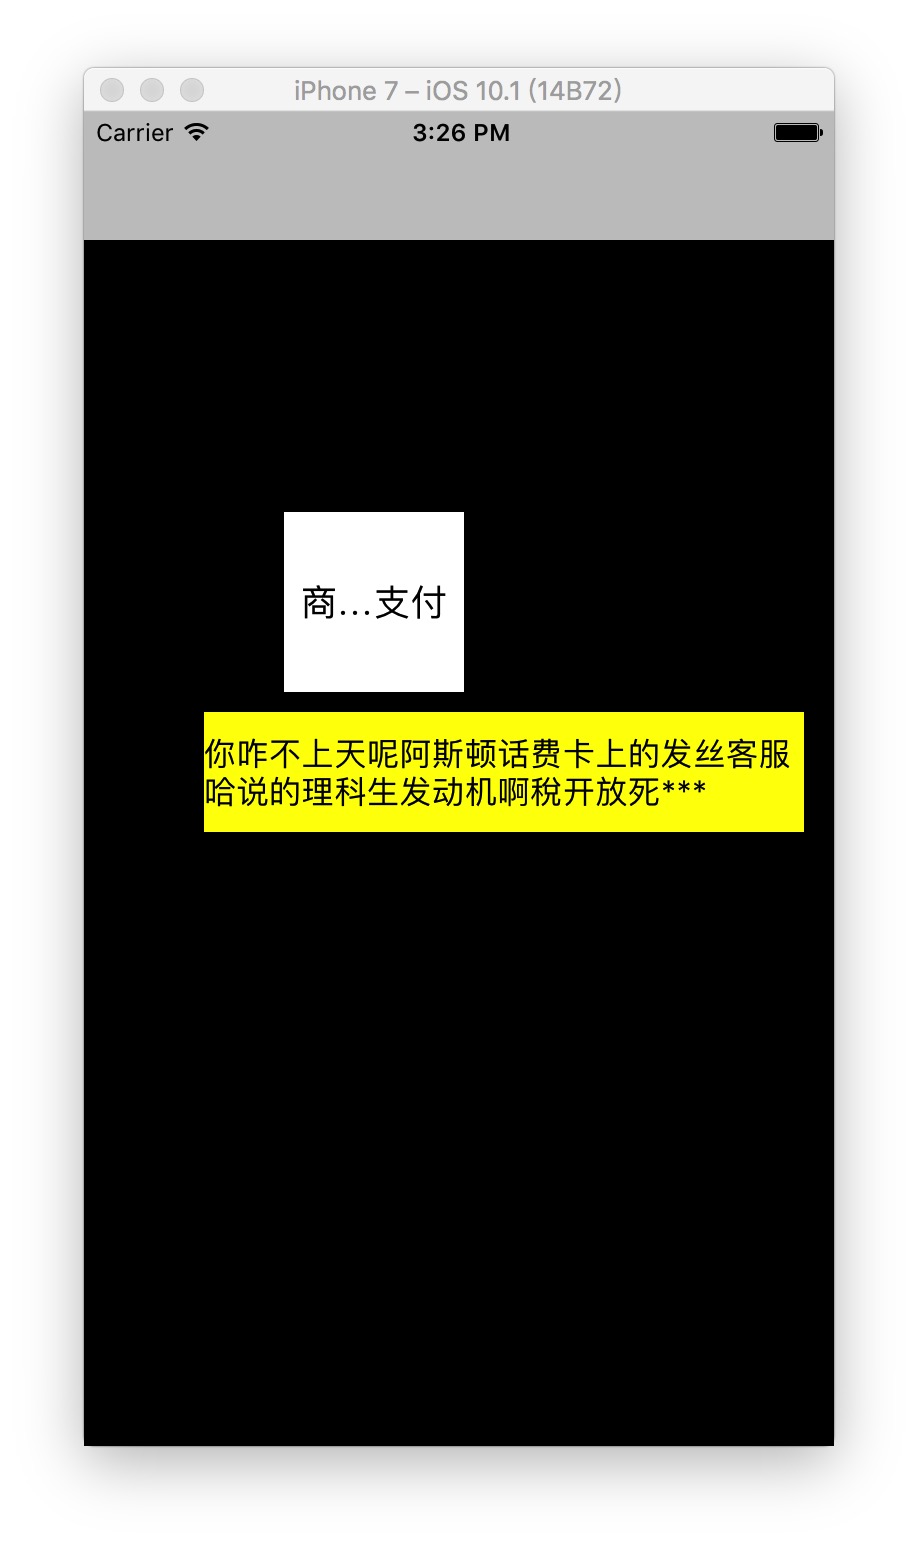 iPhone 7 – iOS 10.1 (14B72)
Carrier 3:26 PM
商...支付
你咋不上天呢阿斯顿话费卡上的发丝客服
哈说的理科生发动机啊稅开放死***